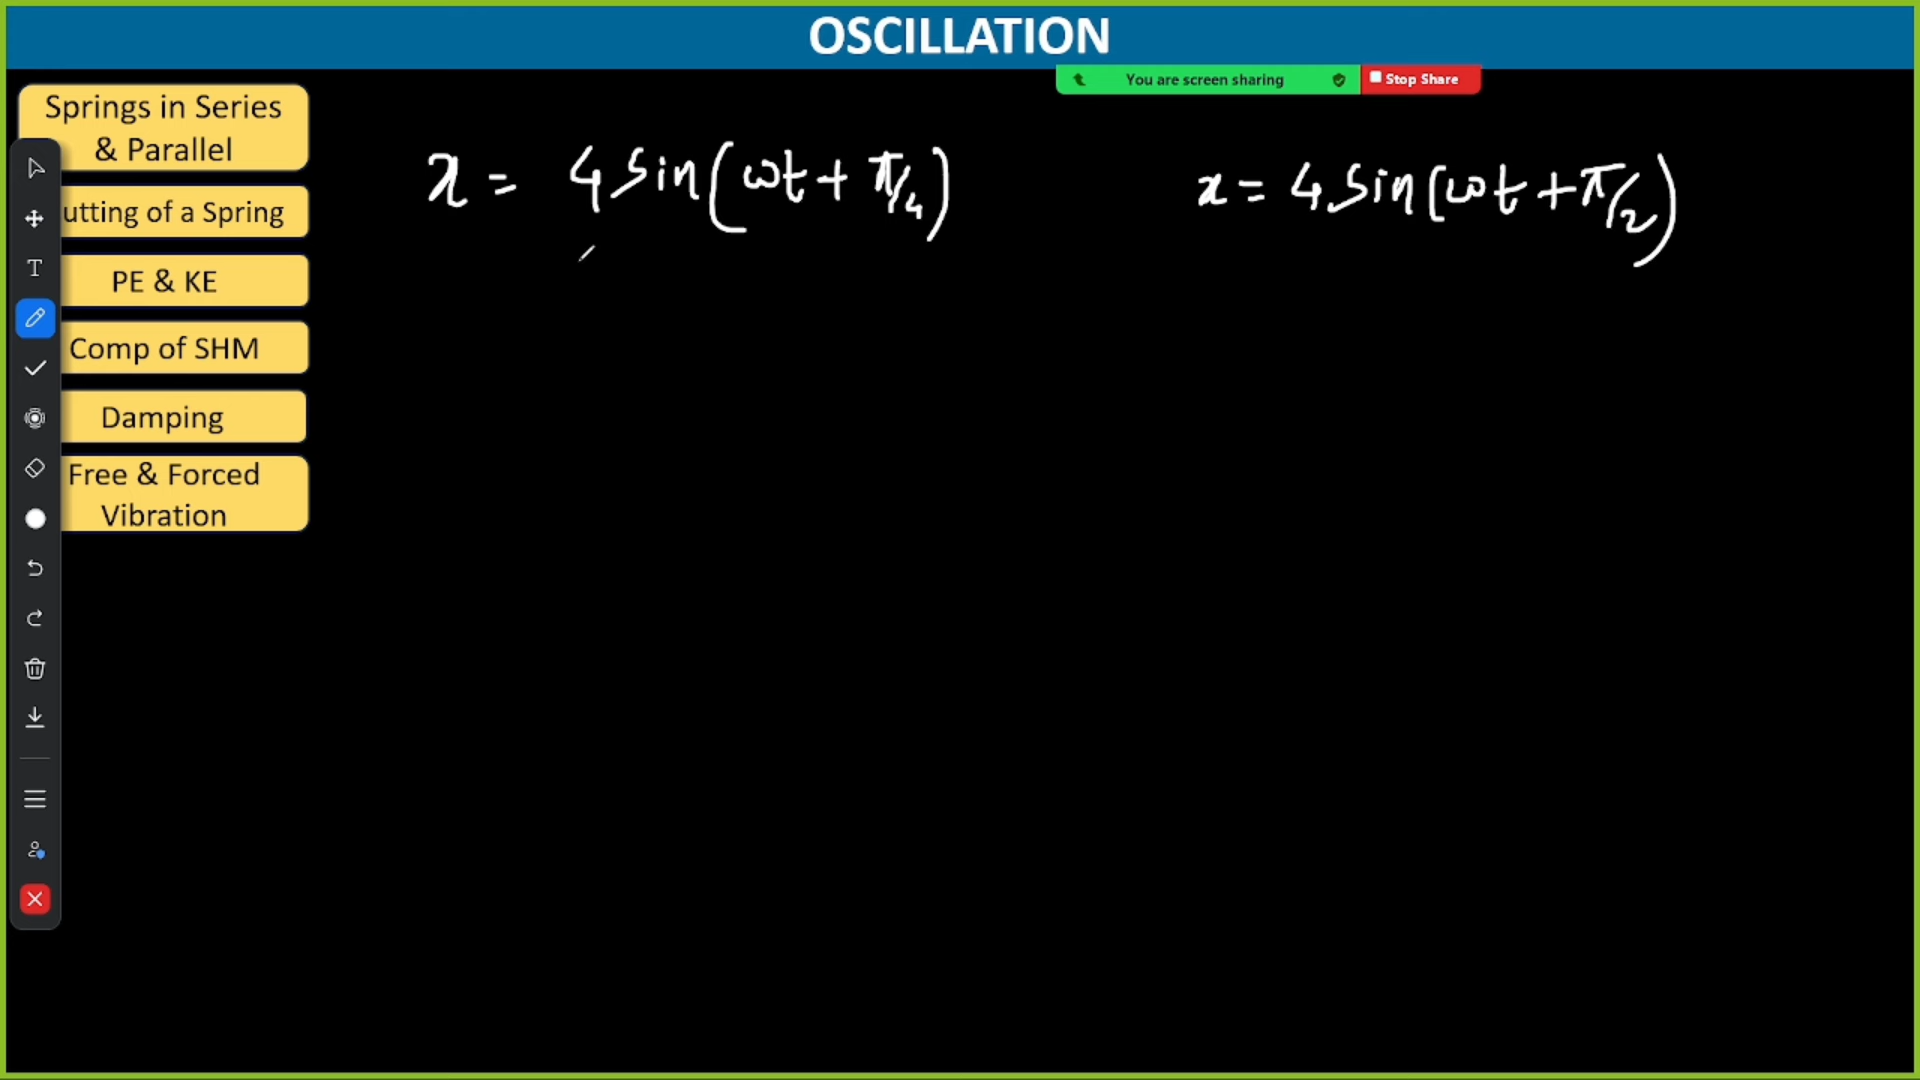 OSCILLATION
You are screen sharing
Stop Share
Springs in Series
& Parallel
utting of a Spring
PE & KE
Comp of SHM
Damping
Free & Forced
Vibration
T
x = 4 sin(ωt + π/4)
x = 4 sin(ωt + π/2)